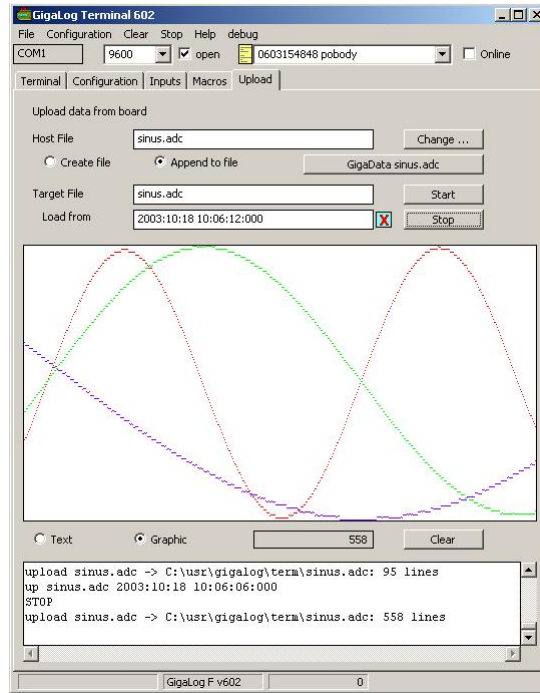 GigaLog Terminal 602
File Configuration Clear Stop Help debug
COM1 9600 open 0603154848 pobody Online
Terminal Configuration Inputs Macros Upload
Upload data from board
Host File sinus.adc Change ...
Create file Append to file GigaData sinus.adc
Target File sinus.adc Start
Load from 2003:10:18 10:06:12:000 X Stop
Text Graphic 558 Clear
upload sinus.adc -> C:\usr\gigalog\term\sinus.adc: 95 lines
up sinus.adc 2003:10:18 10:06:06:000
STOP
upload sinus.adc -> C:\usr\gigalog\term\sinus.adc: 558 lines
GigaLog F v602 0